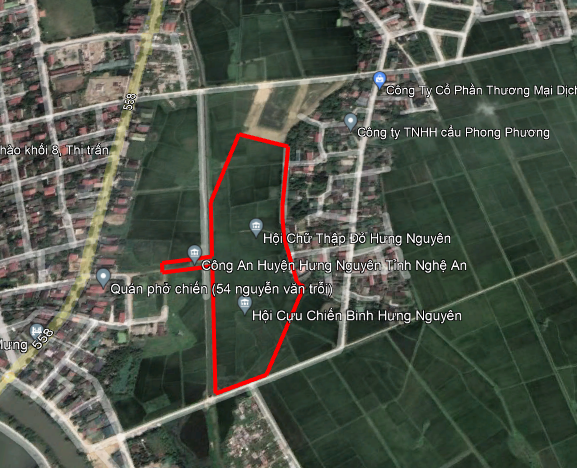 558
Công Ty Cổ Phần Thương Mại Dịch
Công ty TNHH cầu Phong Phương
hảo khối 8, Thị trấn
Hội Chữ Thập Đỏ Hưng Nguyên
Công An Huyện Hưng Nguyên Tỉnh Nghệ An
Quán phở chiến (54 nguyễn văn trỗi)
Hội Cựu Chiến Binh Hưng Nguyên
Mưng
558